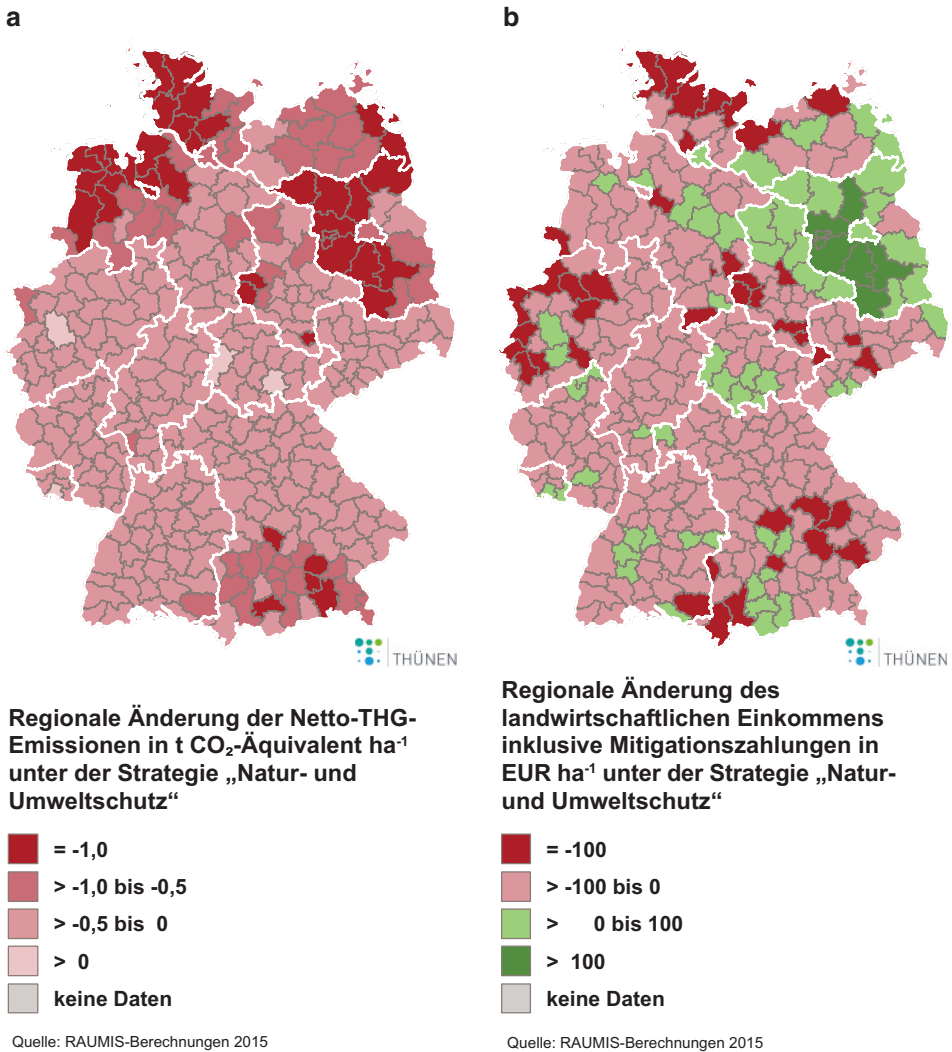 a
THÜNEN
Regionale Änderung der Netto-THG-
Emissionen in t CO₂-Äquivalent ha⁻¹
unter der Strategie „Natur- und
Umweltschutz“
= -1,0
> -1,0 bis -0,5
> -0,5 bis 0
> 0
keine Daten
Quelle: RAUMIS-Berechnungen 2015
b
THÜNEN
Regionale Änderung des
landwirtschaftlichen Einkommens
inklusive Mitigationszahlungen in
EUR ha⁻¹ unter der Strategie „Natur-
und Umweltschutz“
= -100
> -100 bis 0
> 0 bis 100
> 100
keine Daten
Quelle: RAUMIS-Berechnungen 2015